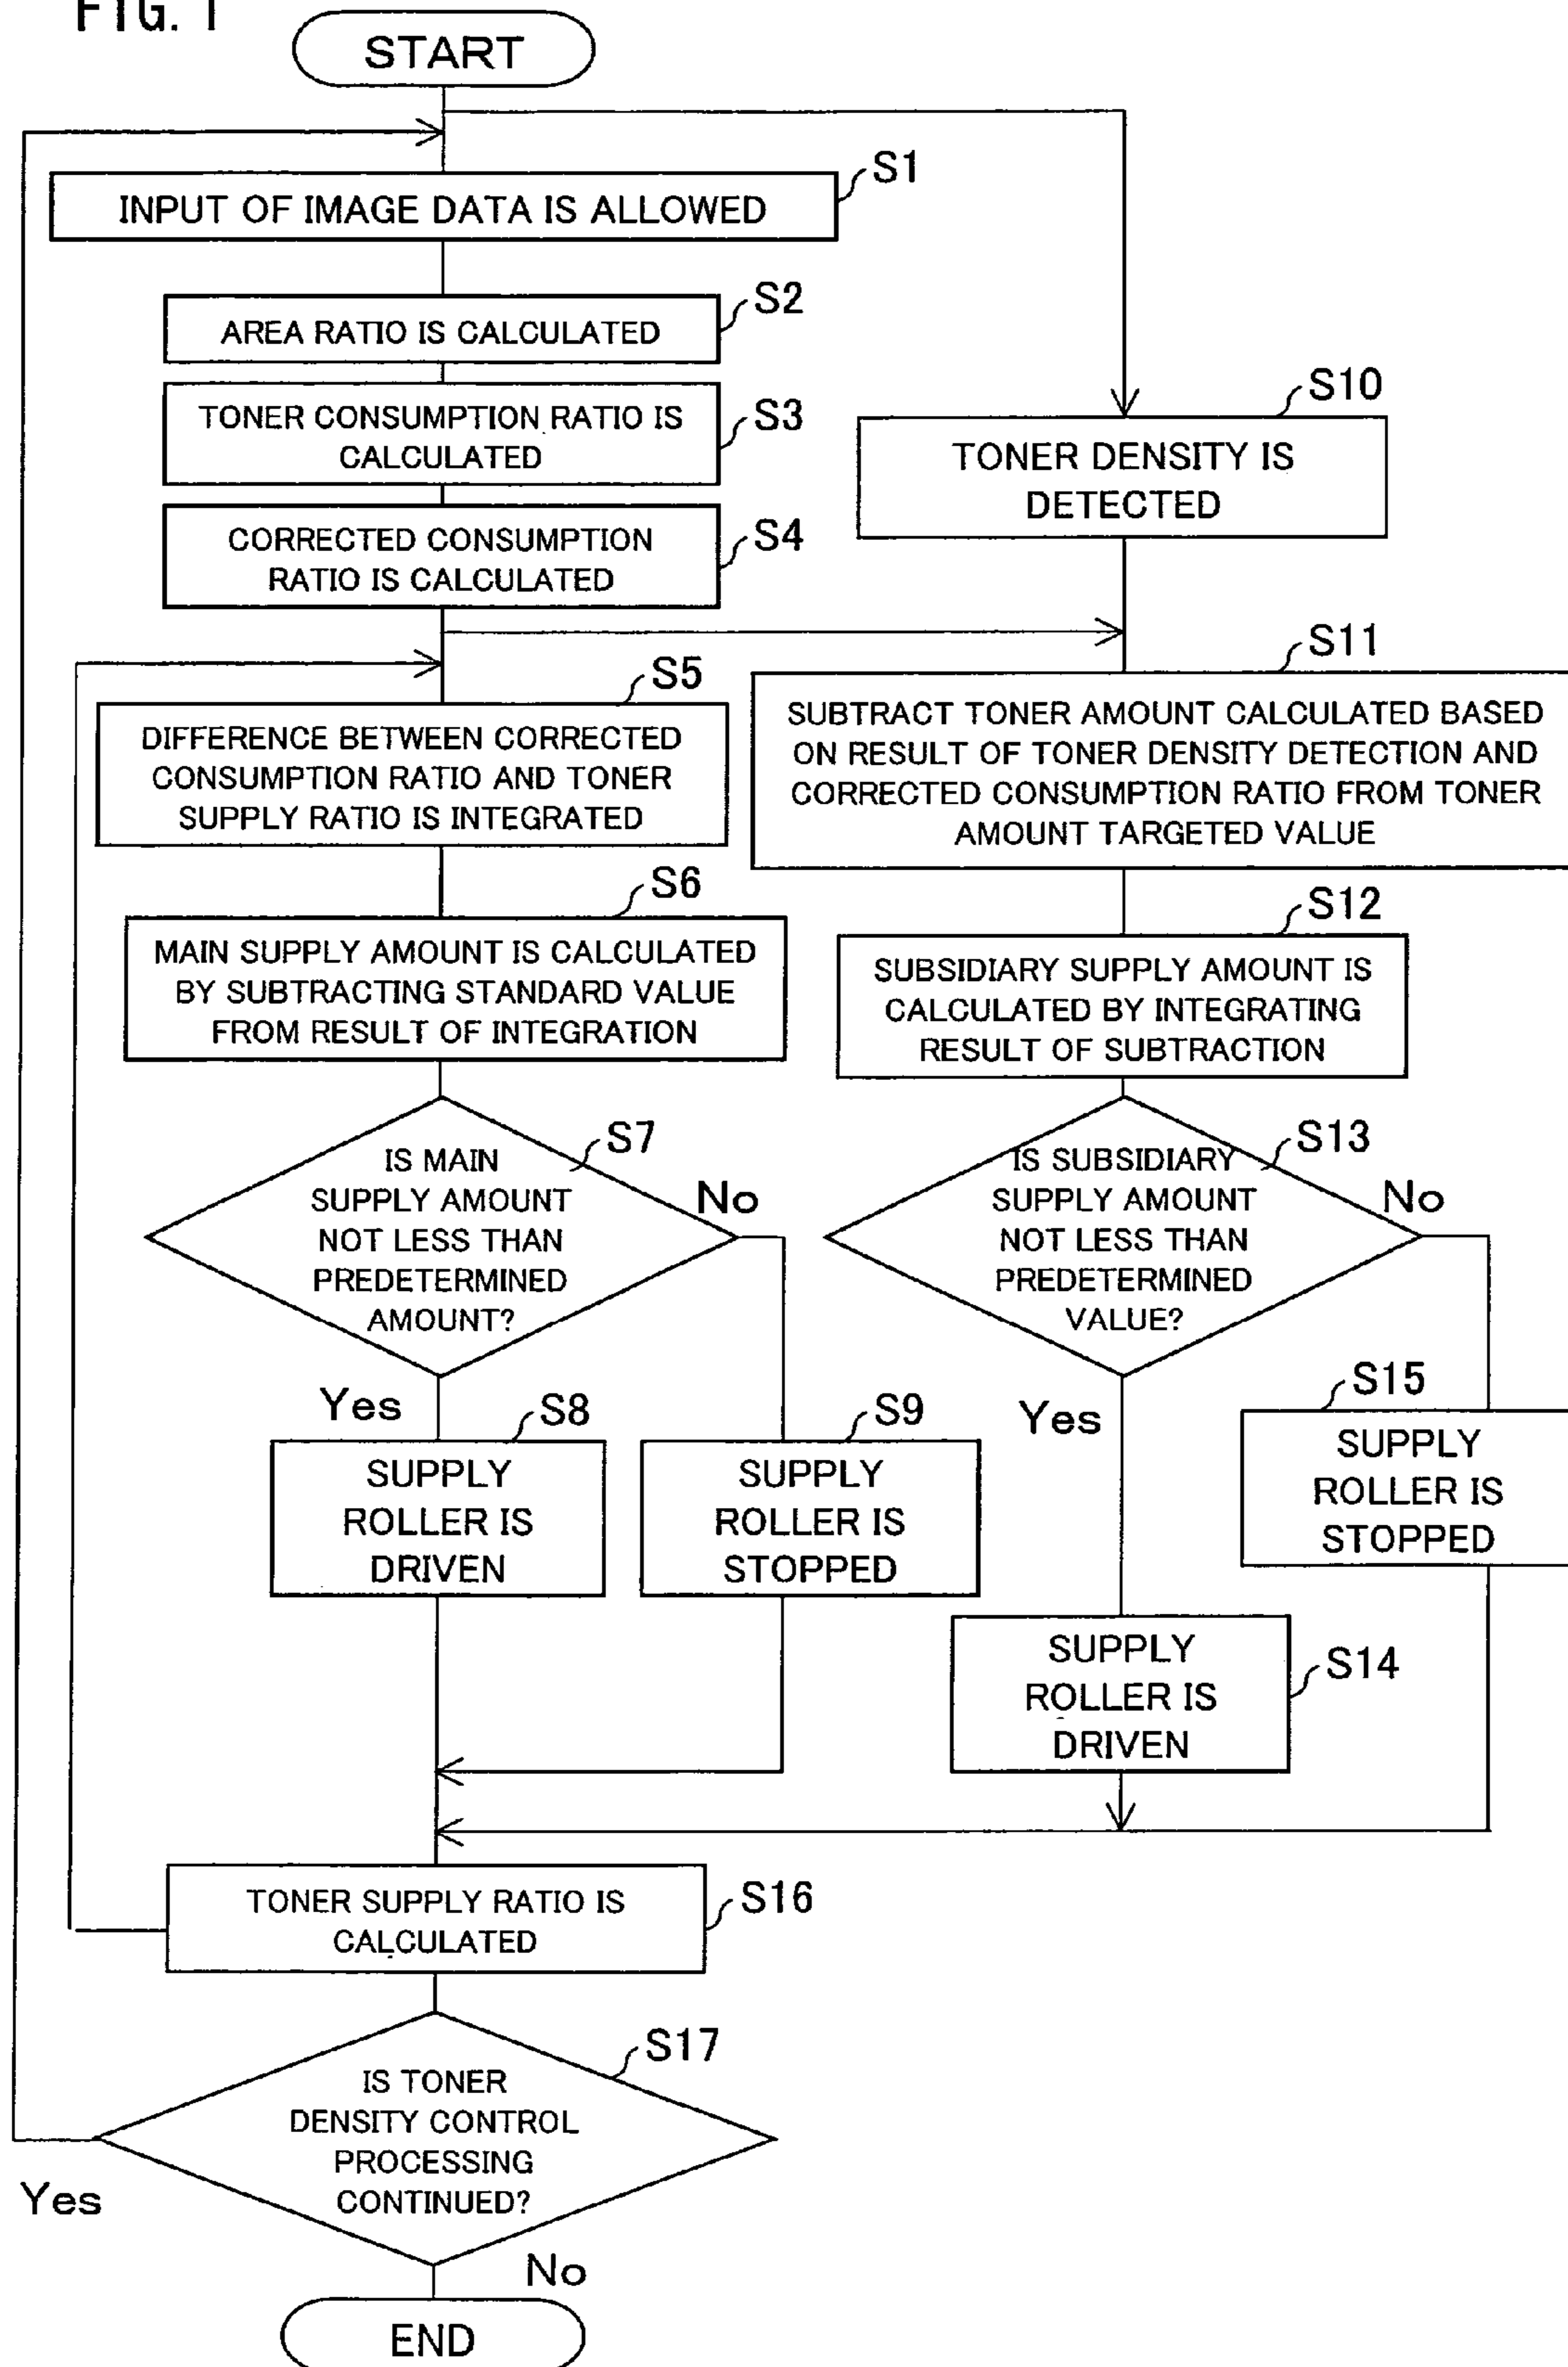 FIG. 1
START
S1
INPUT OF IMAGE DATA IS ALLOWED
S2
AREA RATIO IS CALCULATED
S3
TONER CONSUMPTION RATIO IS
CALCULATED
S4
CORRECTED CONSUMPTION
RATIO IS CALCULATED
S5
DIFFERENCE BETWEEN CORRECTED
CONSUMPTION RATIO AND TONER
SUPPLY RATIO IS INTEGRATED
S6
MAIN SUPPLY AMOUNT IS CALCULATED
BY SUBTRACTING STANDARD VALUE
FROM RESULT OF INTEGRATION
S7
IS MAIN
SUPPLY AMOUNT
NOT LESS THAN
PREDETERMINED
AMOUNT?
No
Yes
S8
SUPPLY
ROLLER IS
DRIVEN
S9
SUPPLY
ROLLER IS
STOPPED
S10
TONER DENSITY IS
DETECTED
S11
SUBTRACT TONER AMOUNT CALCULATED BASED
ON RESULT OF TONER DENSITY DETECTION AND
CORRECTED CONSUMPTION RATIO FROM TONER
AMOUNT TARGETED VALUE
S12
SUBSIDIARY SUPPLY AMOUNT IS
CALCULATED BY INTEGRATING
RESULT OF SUBTRACTION
S13
IS SUBSIDIARY
SUPPLY AMOUNT
NOT LESS THAN
PREDETERMINED
VALUE?
No
Yes
S15
SUPPLY
ROLLER IS
STOPPED
S14
SUPPLY
ROLLER IS
DRIVEN
S16
TONER SUPPLY RATIO IS
CALCULATED
S17
IS TONER
DENSITY CONTROL
PROCESSING
CONTINUED?
Yes
No
END